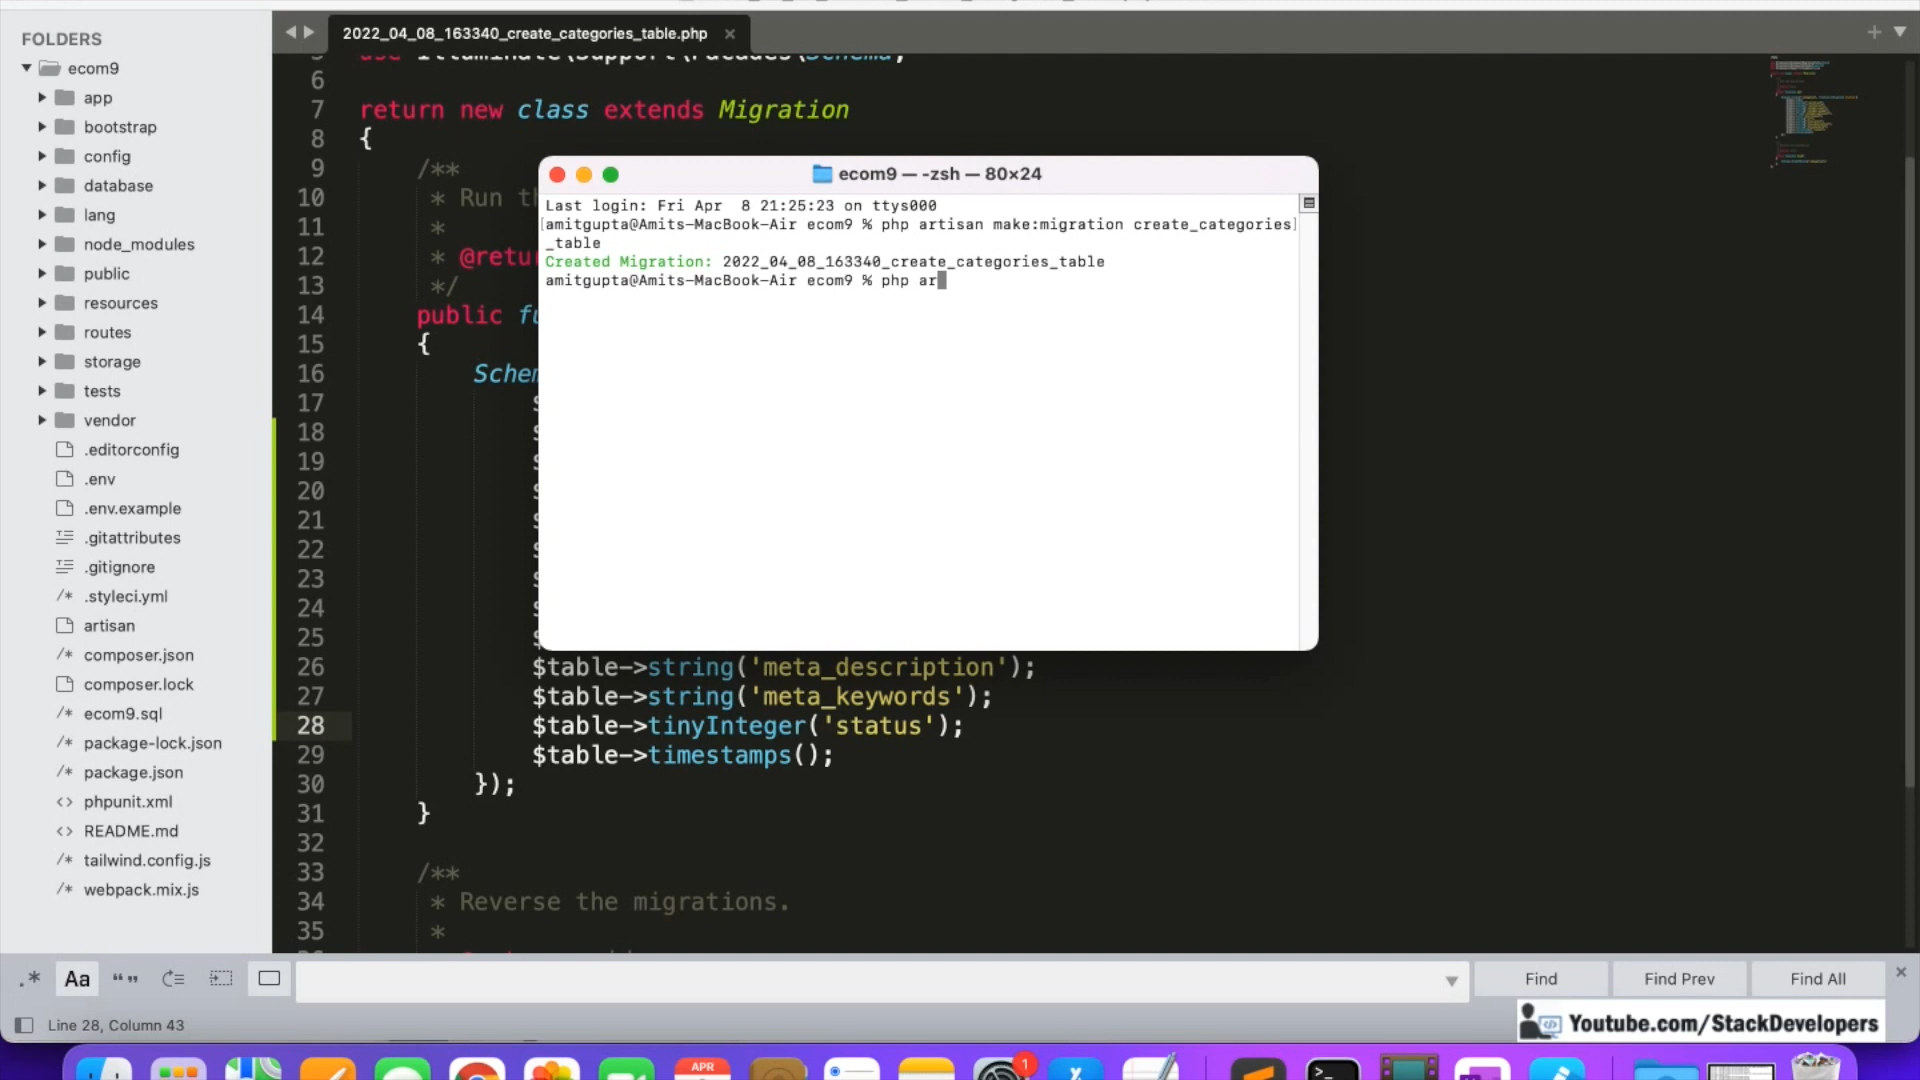 FOLDERS
ecom9
app
bootstrap
config
database
lang
node_modules
public
resources
routes
storage
tests
vendor
.editorconfig
.env
.env.example
.gitattributes
.gitignore
.styleci.yml
artisan
composer.json
composer.lock
ecom9.sql
package-lock.json
package.json
phpunit.xml
README.md
tailwind.config.js
webpack.mix.js
2022_04_08_163340_create_categories_table.php
use Illuminate\Support\Facades\Schema;
6
7 return new class extends Migration
8 {
9 /**
10 * Run
11 *
12 *
13 */
14 public
15 {
16
17
18
19
20
21
22
23
24
25
26 $table->string('meta_description');
27 $table->string('meta_keywords');
28 $table->tinyInteger('status');
29 $table->timestamps();
30 });
31 }
32
33 /**
34 * Reverse the migrations.
35 *
ecom9 — -zsh — 80×24
Last login: Fri Apr  8 21:25:23 on ttys000
[amitgupta@Amits-MacBook-Air ecom9 % php artisan make:migration create_categories]
_table
Created Migration: 2022_04_08_163340_create_categories_table
amitgupta@Amits-MacBook-Air ecom9 % php ar
.* Aa “” Find Find Prev Find All
Line 28, Column 43
Youtube.com/StackDevelopers
APR
1